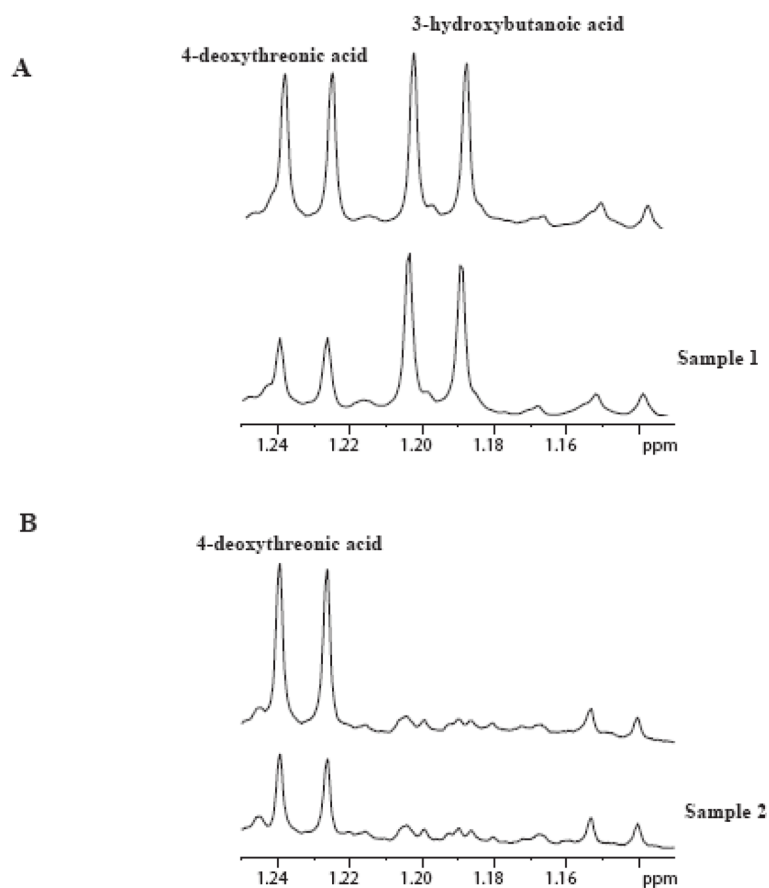 3-hydroxybutanoic acid
4-deoxythreonic acid
A
Sample 1
1.24 1.22 1.20 1.18 1.16 ppm
B
4-deoxythreonic acid
Sample 2
1.24 1.22 1.20 1.18 1.16 ppm